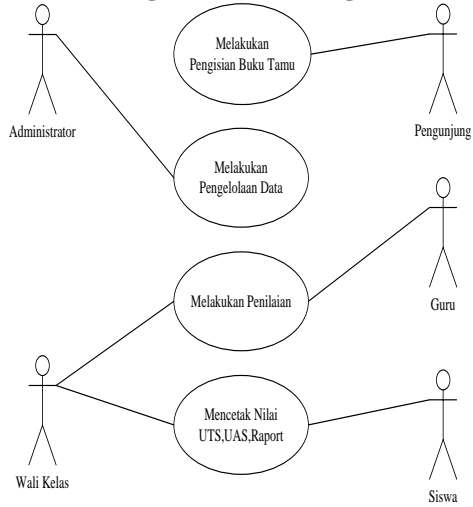 Melakukan
Pengisian Buku Tamu
Administrator
Pengunjung
Melakukan
Pengelolaan Data
Melakukan Penilaian
Guru
Mencetak Nilai
UTS,UAS,Raport
Wali Kelas
Siswa